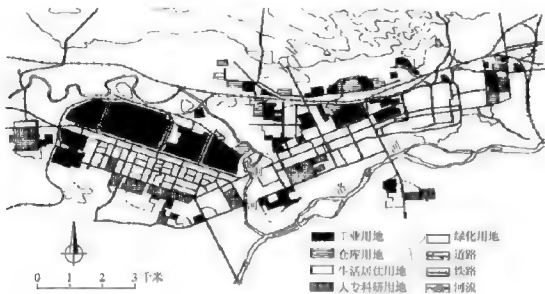 工业用地 绿化用地
仓库用地 道路
生活居住用地 铁路
大专科研用地 河流
0 1 2 3 千米